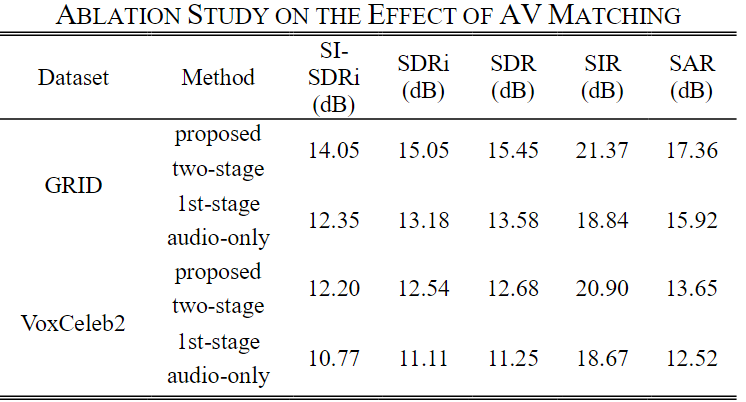 ABLATION STUDY ON THE EFFECT OF AV MATCHING
Dataset Method SI-SDRi (dB) SDRi (dB) SDR (dB) SIR (dB) SAR (dB)
GRID proposed two-stage 14.05 15.05 15.45 21.37 17.36
1st-stage audio-only 12.35 13.18 13.58 18.84 15.92
VoxCeleb2 proposed two-stage 12.20 12.54 12.68 20.90 13.65
1st-stage audio-only 10.77 11.11 11.25 18.67 12.52